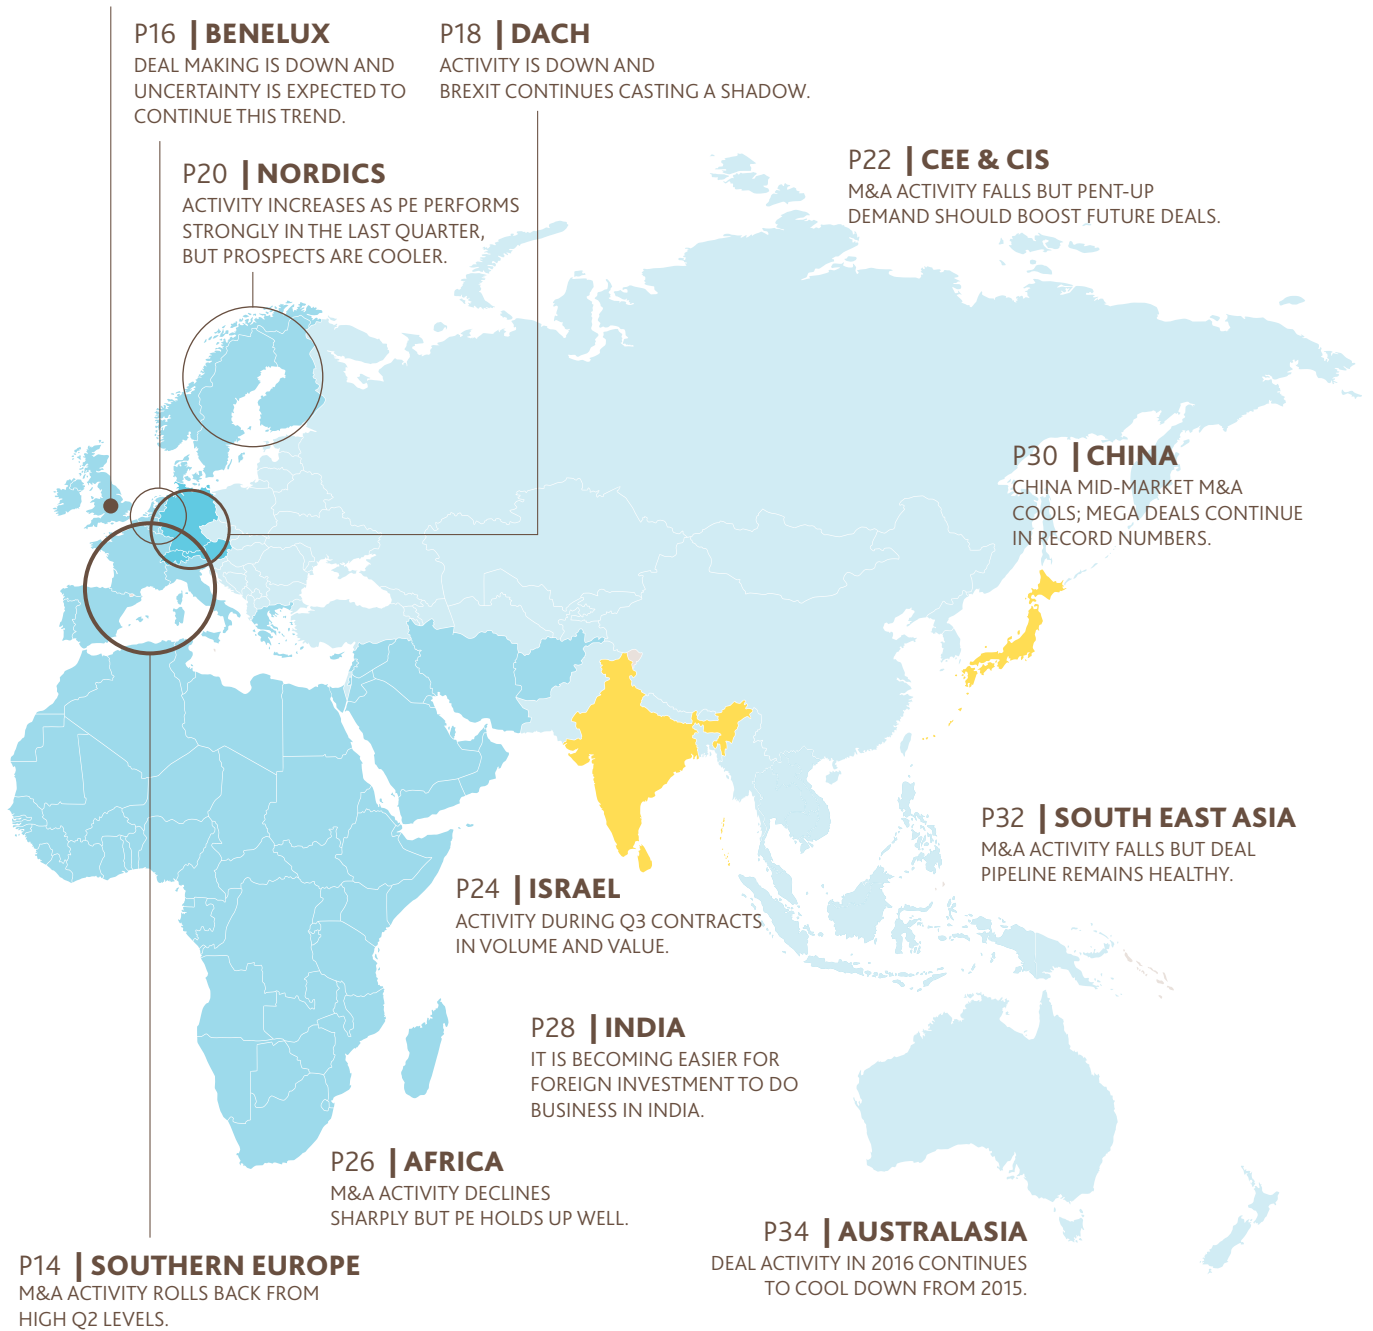 P16 | BENELUX
DEAL MAKING IS DOWN AND
UNCERTAINTY IS EXPECTED TO
CONTINUE THIS TREND.
P18 | DACH
ACTIVITY IS DOWN AND
BREXIT CONTINUES CASTING A SHADOW.
P20 | NORDICS
ACTIVITY INCREASES AS PE PERFORMS
STRONGLY IN THE LAST QUARTER,
BUT PROSPECTS ARE COOLER.
P22 | CEE & CIS
M&A ACTIVITY FALLS BUT PENT-UP
DEMAND SHOULD BOOST FUTURE DEALS.
P30 | CHINA
CHINA MID-MARKET M&A
COOLS; MEGA DEALS CONTINUE
IN RECORD NUMBERS.
P32 | SOUTH EAST ASIA
M&A ACTIVITY FALLS BUT DEAL
PIPELINE REMAINS HEALTHY.
P24 | ISRAEL
ACTIVITY DURING Q3 CONTRACTS
IN VOLUME AND VALUE.
P28 | INDIA
IT IS BECOMING EASIER FOR
FOREIGN INVESTMENT TO DO
BUSINESS IN INDIA.
P26 | AFRICA
M&A ACTIVITY DECLINES
SHARPLY BUT PE HOLDS UP WELL.
P34 | AUSTRALASIA
DEAL ACTIVITY IN 2016 CONTINUES
TO COOL DOWN FROM 2015.
P14 | SOUTHERN EUROPE
M&A ACTIVITY ROLLS BACK FROM
HIGH Q2 LEVELS.